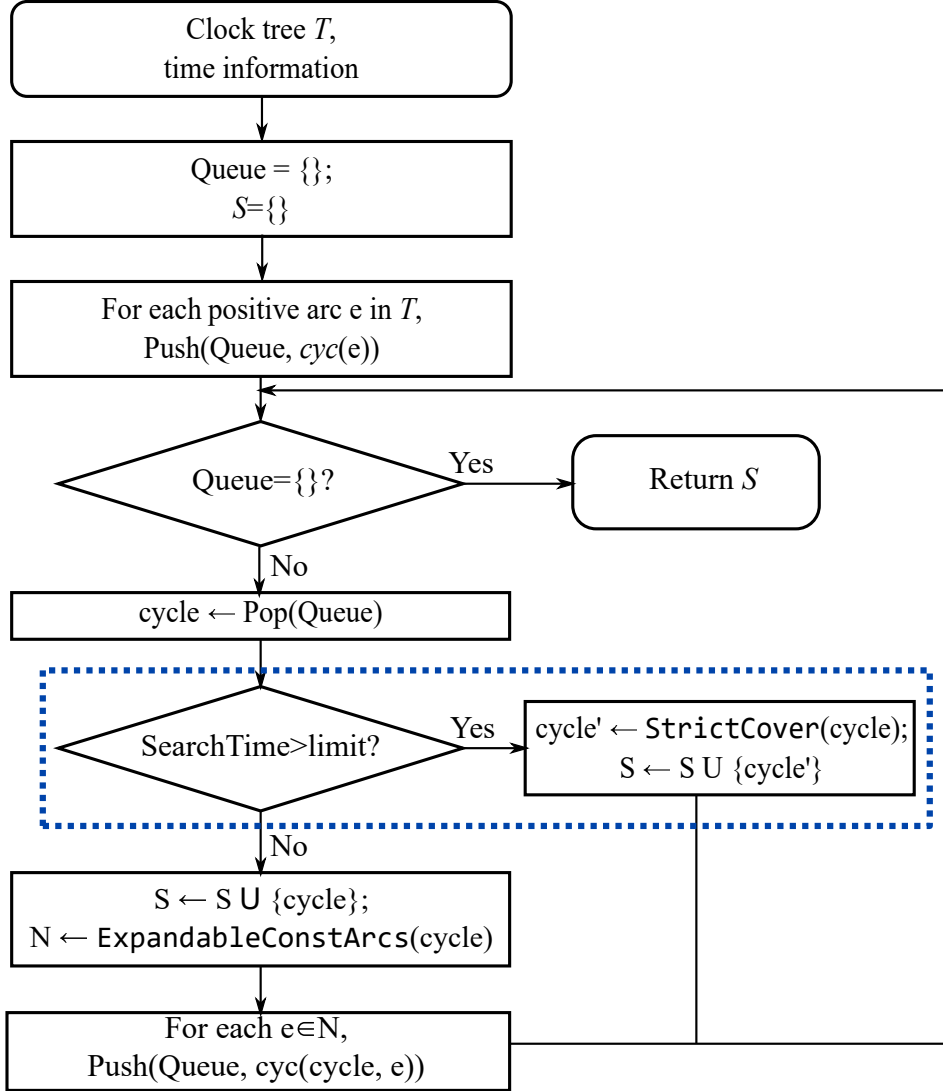 Clock tree T,
time information
Queue = {};
S={}
For each positive arc e in T,
Push(Queue, cyc(e))
Queue={}?
Yes
Return S
No
cycle ← Pop(Queue)
SearchTime>limit?
Yes
cycle' ← StrictCover(cycle);
S ← S U {cycle'}
No
S ← S U {cycle};
N ← ExpandableConstArcs(cycle)
For each e∈N,
Push(Queue, cyc(cycle, e))